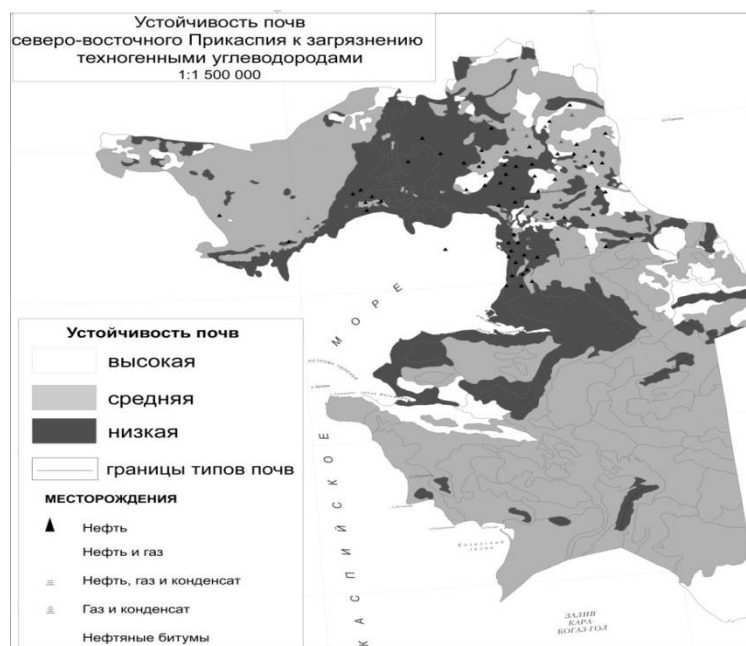 Устойчивость почв
северо-восточного Прикаспия к загрязнению
техногенными углеводородами
1:1 500 000
МОРЕ
КАСПИЙСКОЕ
Устойчивость почв
высокая
средняя
низкая
границы типов почв
МЕСТОРОЖДЕНИЯ
Нефть
Нефть и газ
Нефть, газ и конденсат
Газ и конденсат
Нефтяные битумы
ЗАЛИВ
КАРА-
БОГАЗ-ГОЛ